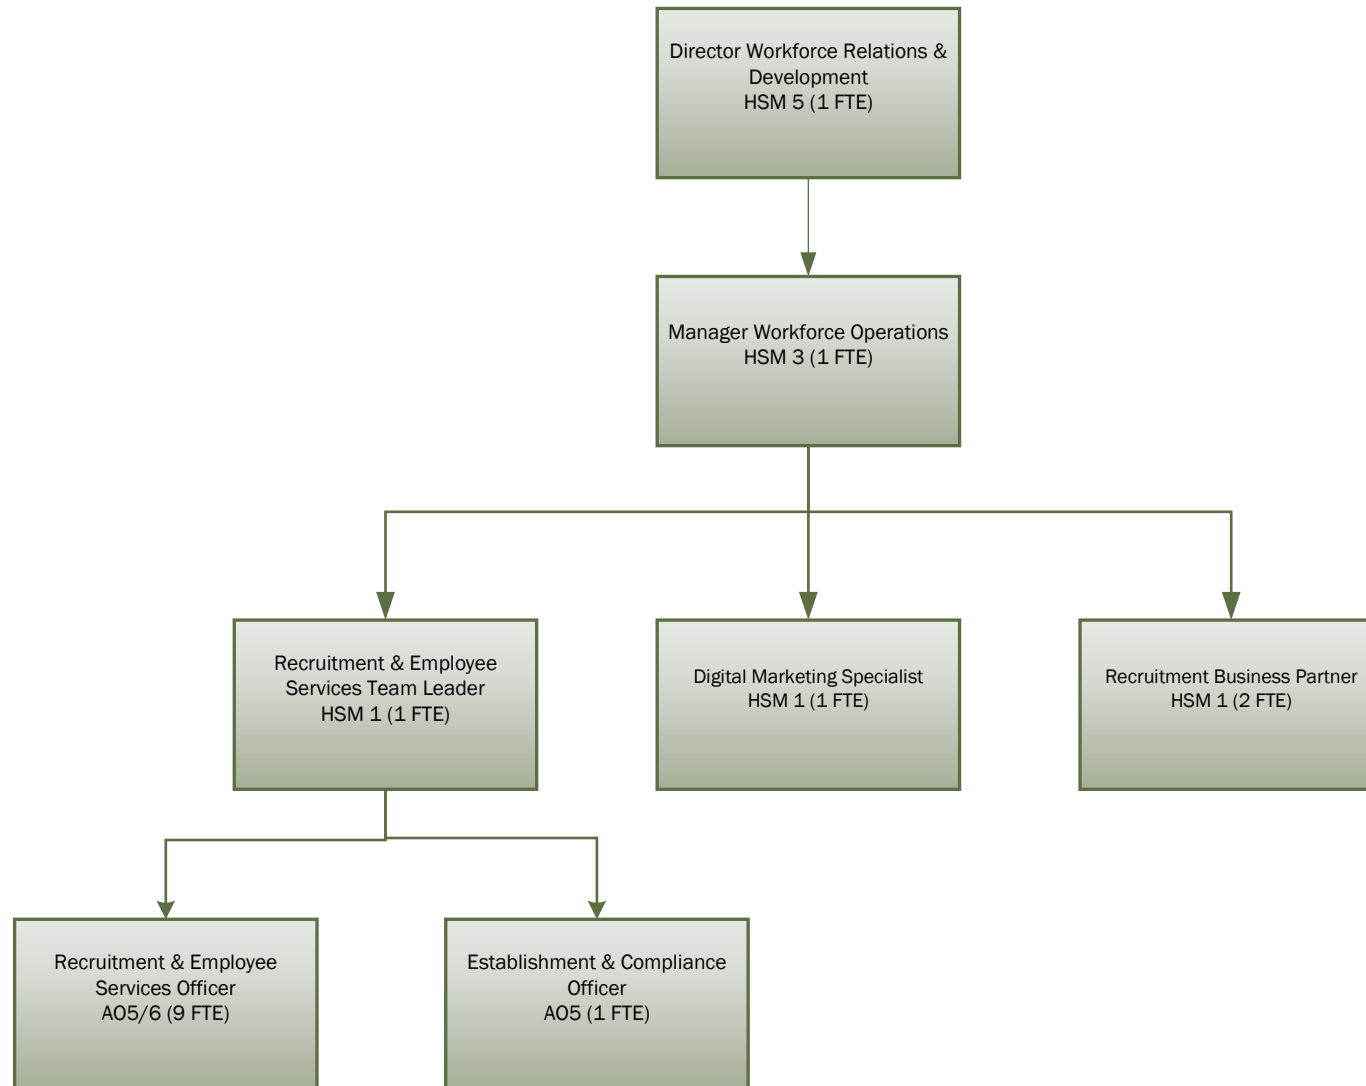 Director Workforce Relations &
Development
HSM 5 (1 FTE)
Manager Workforce Operations
HSM 3 (1 FTE)
Recruitment & Employee
Services Team Leader
HSM 1 (1 FTE)
Digital Marketing Specialist
HSM 1 (1 FTE)
Recruitment Business Partner
HSM 1 (2 FTE)
Recruitment & Employee
Services Officer
AO5/6 (9 FTE)
Establishment & Compliance
Officer
AO5 (1 FTE)